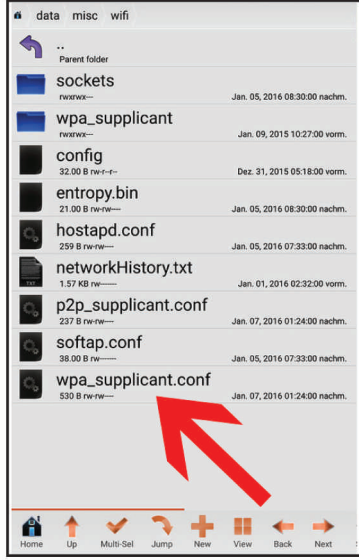 data misc wifi
..
Parent folder
sockets
rwxrwx--- Jan. 05, 2016 08:30:00 nachm.
wpa_supplicant
rwxrwx--- Jan. 09, 2015 10:27:00 vorm.
config
32.00 B rw-r--r-- Dez. 31, 2015 05:18:00 vorm.
entropy.bin
21.00 B rw-rw---- Jan. 05, 2016 08:30:00 nachm.
hostapd.conf
259 B rw-rw---- Jan. 05, 2016 07:33:00 nachm.
networkHistory.txt
TXT 1.57 KB rw------- Jan. 01, 2016 02:32:00 vorm.
p2p_supplicant.conf
237 B rw-rw---- Jan. 07, 2016 01:24:00 nachm.
softap.conf
38.00 B rw------- Jan. 05, 2016 07:33:00 nachm.
wpa_supplicant.conf
530 B rw-rw---- Jan. 07, 2016 01:24:00 nachm.
Home Up Multi-Sel Jump New View Back Next